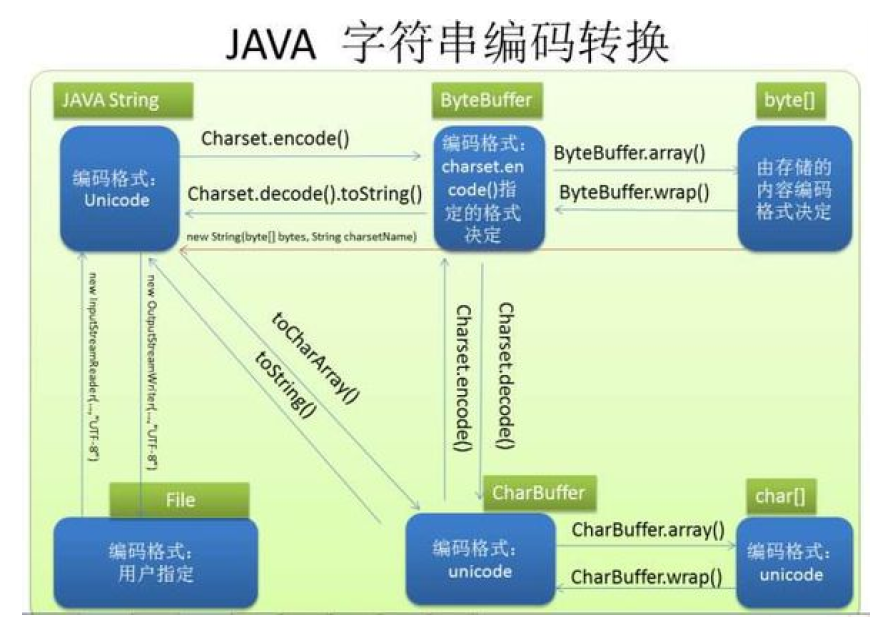 JAVA 字符串编码转换
JAVA String
ByteBuffer
byte[]
编码格式：
Unicode
Charset.encode()
Charset.decode().toString()
new String(byte[] bytes, String charsetName)
编码格式：
charset.en
code()指
定的格式
决定
ByteBuffer.array()
ByteBuffer.wrap()
由存储的
内容编码
格式决定
new InputStreamReader(...,"UTF-8")
new OutputStreamWriter(...,"UTF-8")
toCharArray()
toString()
Charset.encode()
Charset.decode()
File
编码格式：
用户指定
CharBuffer
编码格式：
unicode
CharBuffer.array()
CharBuffer.wrap()
char[]
编码格式：
unicode